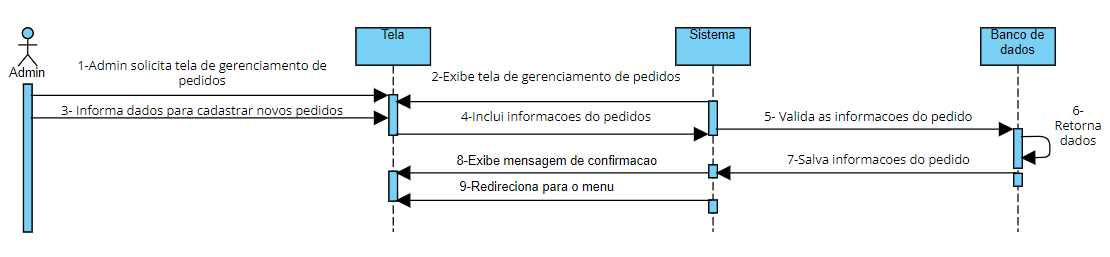 Tela
Sistema
Banco de
dados
Admin
1-Admin solicita tela de gerenciamento de
pedidos
2-Exibe tela de gerenciamento de pedidos
3- Informa dados para cadastrar novos pedidos
4-Inclui informacoes do pedidos
5- Valida as informacoes do pedido
6-
Retorna
dados
7-Salva informacoes do pedido
8-Exibe mensagem de confirmacao
9-Redireciona para o menu